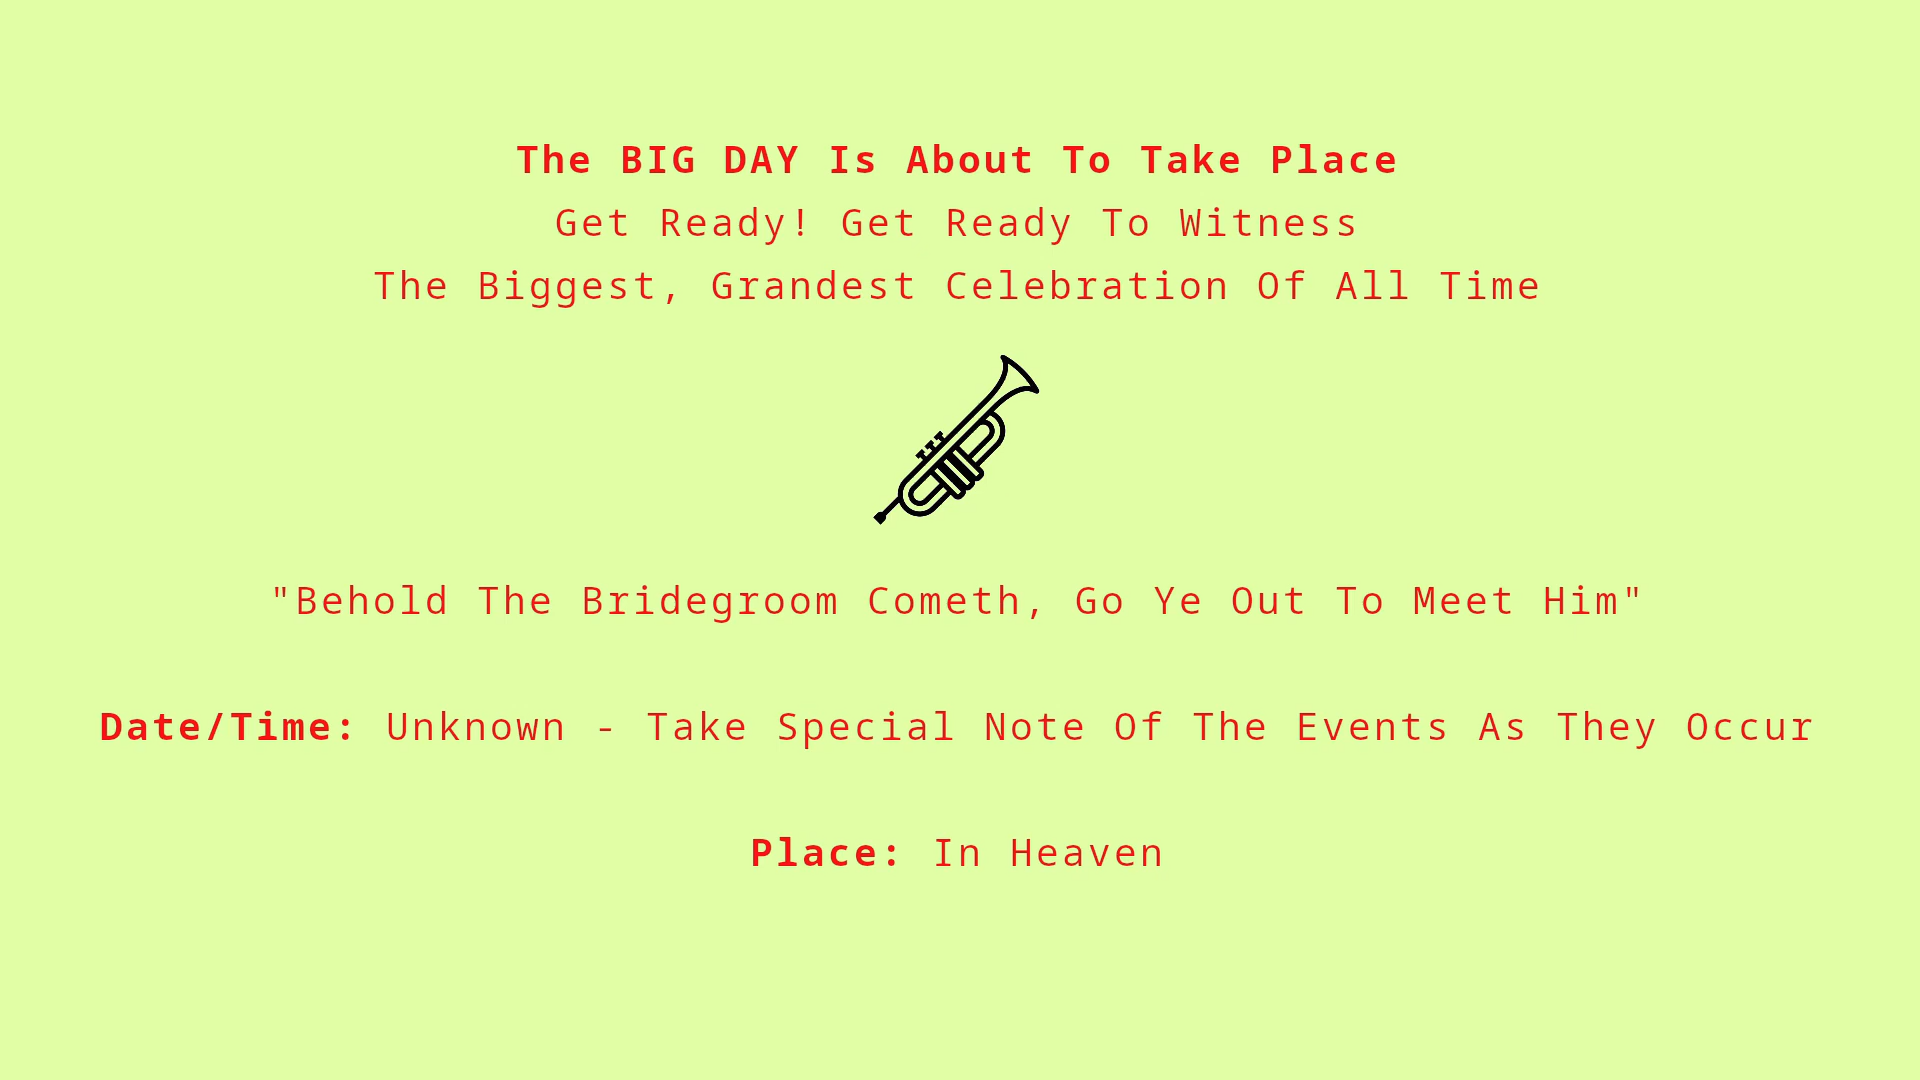 The BIG DAY Is About To Take Place
Get Ready! Get Ready To Witness
The Biggest, Grandest Celebration Of All Time
"Behold The Bridegroom Cometh, Go Ye Out To Meet Him"
Date/Time: Unknown - Take Special Note Of The Events As They Occur
Place: In Heaven